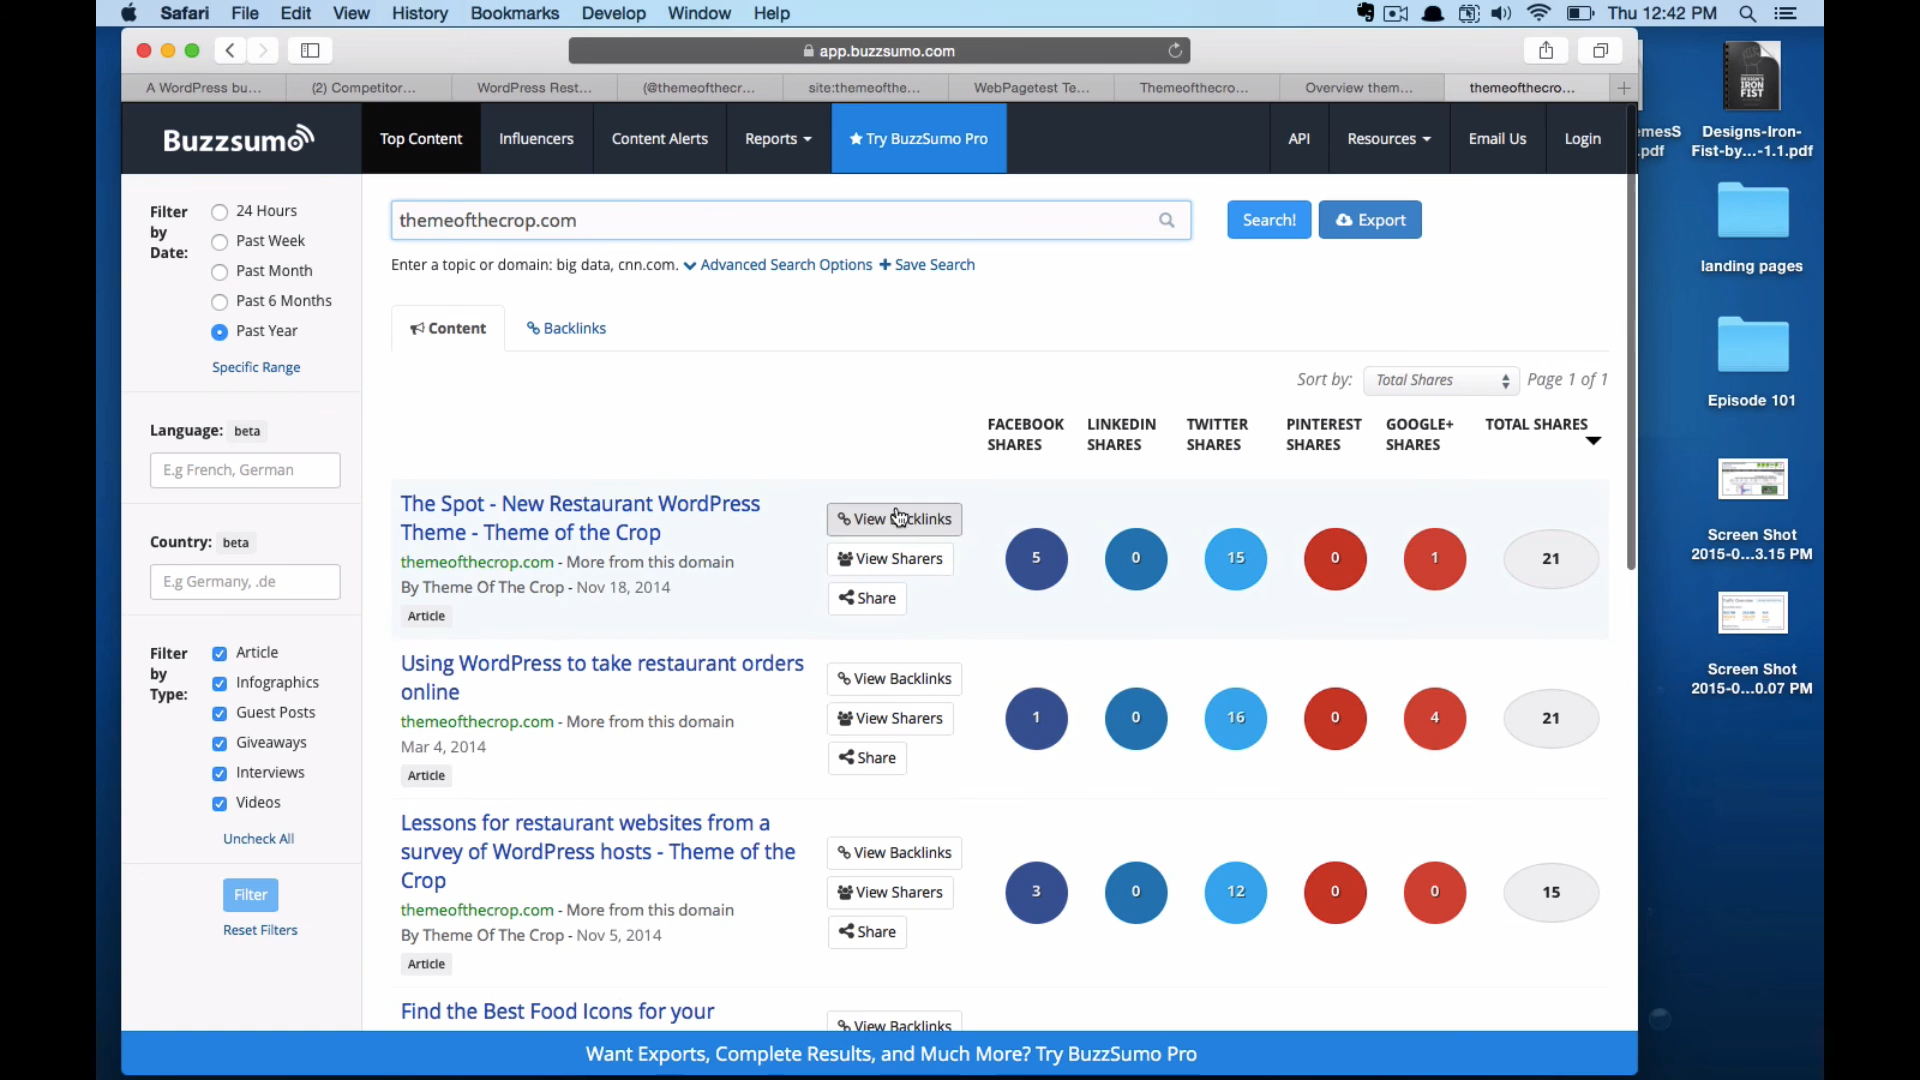 Safari File Edit View History Bookmarks Develop Window Help Thu 12:42 PM
app.buzzsumo.com
A WordPress bu... (2) Competitor... WordPress Rest... (@themeofthecr... site:themeofthe... WebPagetest Te... Themeofthecro... Overview them... themeofthecro...
Buzzsumo Top Content Influencers Content Alerts Reports Try BuzzSumo Pro API Resources Email Us Login
Filter by Date:
24 Hours
Past Week
Past Month
Past 6 Months
Past Year
Specific Range
Language: beta
E.g French, German
Country: beta
E.g Germany, .de
Filter by Type:
Article
Infographics
Guest Posts
Giveaways
Interviews
Videos
Uncheck All
Filter
Reset Filters
themeofthecrop.com Search! Export
Enter a topic or domain: big data, cnn.com. Advanced Search Options + Save Search
Content Backlinks
Sort by: Total Shares Page 1 of 1
FACEBOOK SHARES LINKEDIN SHARES TWITTER SHARES PINTEREST SHARES GOOGLE+ SHARES TOTAL SHARES
The Spot - New Restaurant WordPress
Theme - Theme of the Crop
themeofthecrop.com - More from this domain
By Theme Of The Crop - Nov 18, 2014
Article
View Backlinks
View Sharers
Share
5 0 15 0 1 21
Using WordPress to take restaurant orders
online
themeofthecrop.com - More from this domain
Mar 4, 2014
Article
View Backlinks
View Sharers
Share
1 0 16 0 4 21
Lessons for restaurant websites from a
survey of WordPress hosts - Theme of the
Crop
themeofthecrop.com - More from this domain
By Theme Of The Crop - Nov 5, 2014
Article
View Backlinks
View Sharers
Share
3 0 12 0 0 15
Find the Best Food Icons for your
View Backlinks
Want Exports, Complete Results, and Much More? Try BuzzSumo Pro
DESIGN'S IRON FIST
mesS
.pdf
Designs-Iron-
Fist-by...-1.1.pdf
landing pages
Episode 101
Screen Shot
2015-0...3.15 PM
Screen Shot
2015-0...0.07 PM